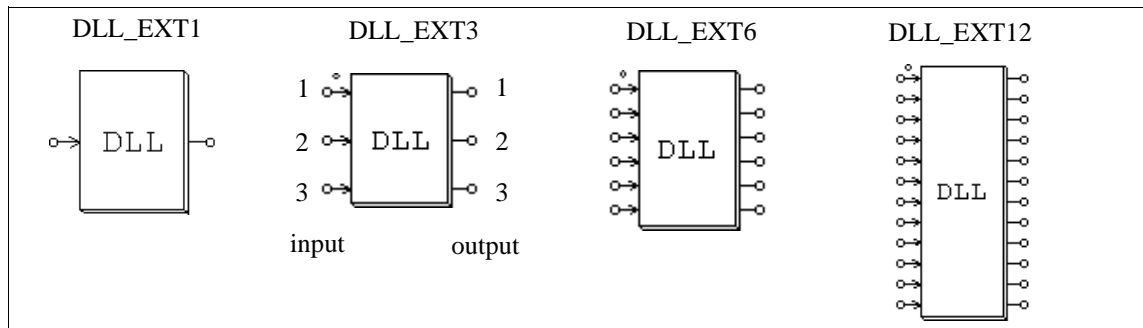 DLL_EXT1 DLL_EXT3 DLL_EXT6 DLL_EXT12
1 1
DLL 2 DLL 2 DLL DLL
3 3
input output